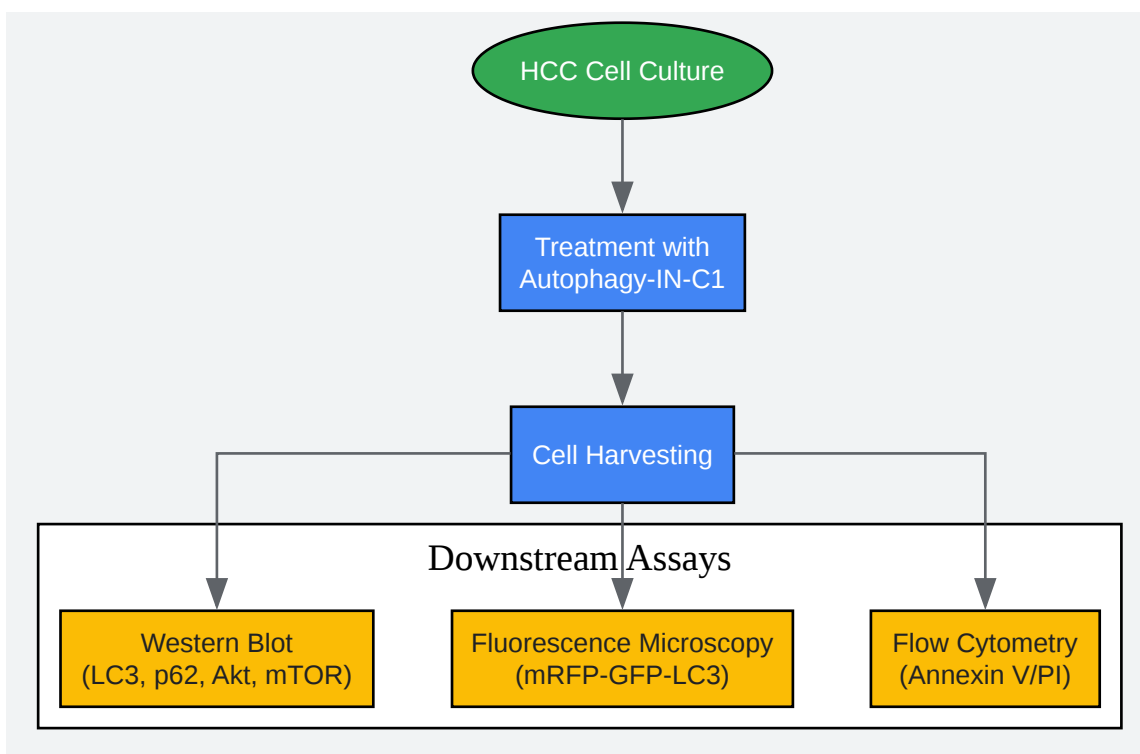 HCC Cell Culture
Treatment with
Autophagy-IN-C1
Cell Harvesting
Downstream Assays
Western Blot
(LC3, p62, Akt, mTOR)
Fluorescence Microscopy
(mRFP-GFP-LC3)
Flow Cytometry
(Annexin V/PI)